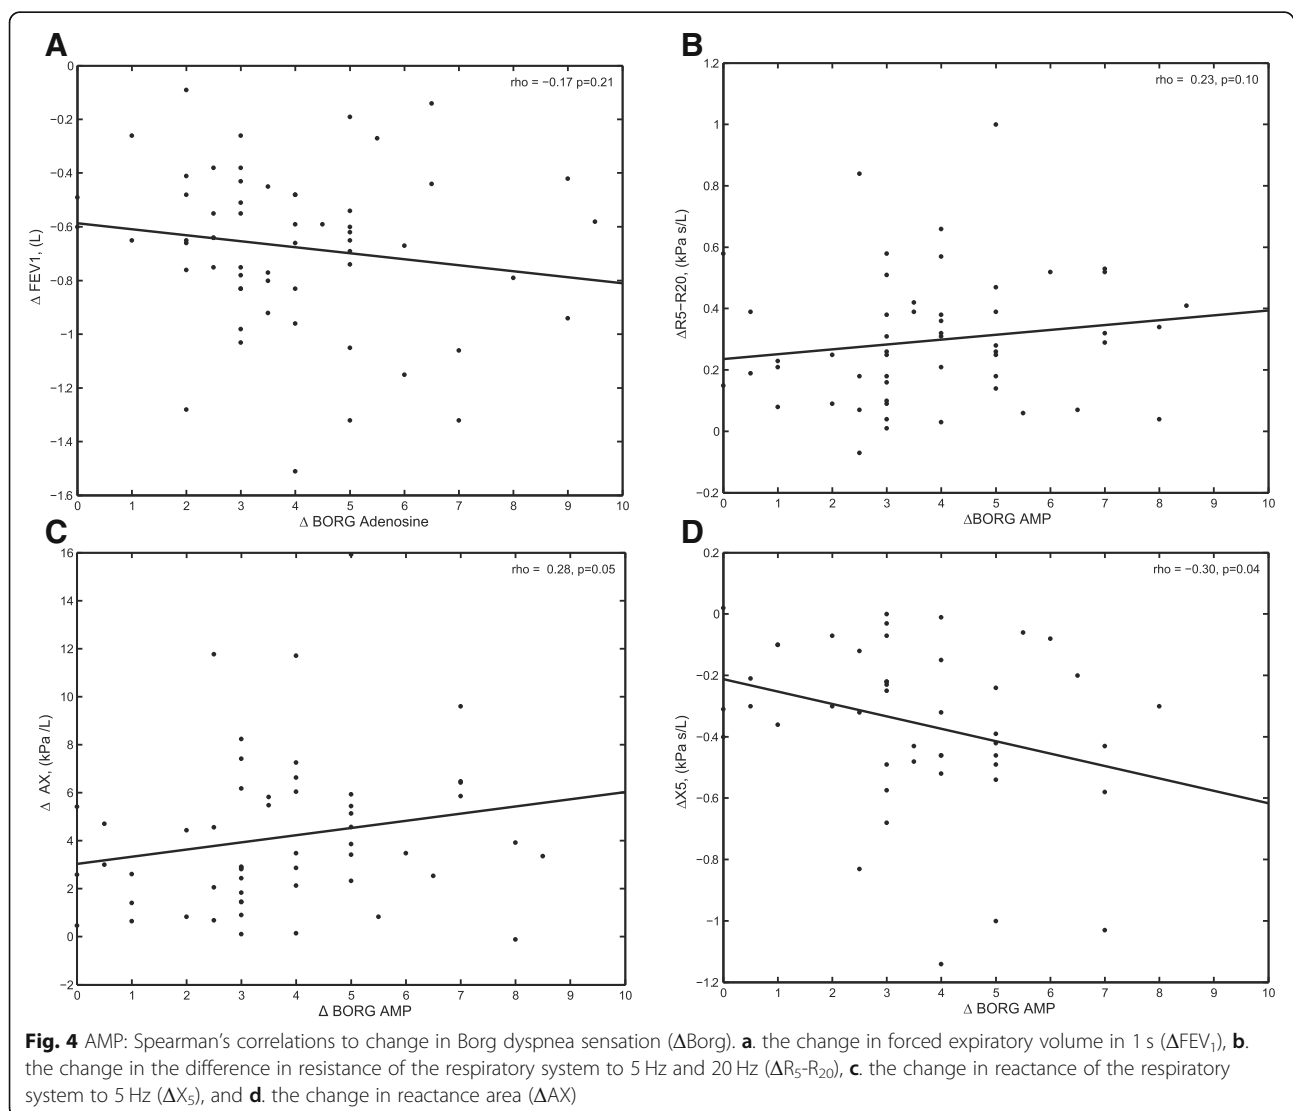 A
B
rho = −0.17 p=0.21
rho = 0.23, p=0.10
0
−0.2
−0.4
−0.6
−0.8
−1
−1.2
−1.4
−1.6
Δ FEV1, (L)
0 1 2 3 4 5 6 7 8 9 10
Δ BORG Adenosine
1.2
1
0.8
0.6
0.4
0.2
0
−0.2
ΔR5−R20, (kPa s/L)
0 1 2 3 4 5 6 7 8 9 10
ΔBORG AMP
C
D
rho = 0.28, p=0.05
rho = −0.30, p=0.04
16
14
12
10
8
6
4
2
0
−2
Δ AX, (kPa /L)
0 1 2 3 4 5 6 7 8 9 10
Δ BORG AMP
0.2
0
−0.2
−0.4
−0.6
−0.8
−1
−1.2
ΔX5, (kPa s/L)
0 1 2 3 4 5 6 7 8 9 10
Δ BORG AMP
Fig. 4 AMP: Spearman's correlations to change in Borg dyspnea sensation (ΔBorg). a. the change in forced expiratory volume in 1 s (ΔFEV₁), b.
the change in the difference in resistance of the respiratory system to 5 Hz and 20 Hz (ΔR₅-R₂₀), c. the change in reactance of the respiratory
system to 5 Hz (ΔX₅), and d. the change in reactance area (ΔAX)